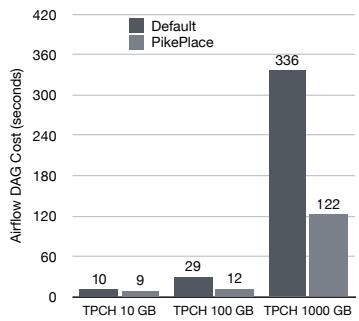 Default
PikePlace
Airflow DAG Cost (seconds)
420
360
300
240
180
120
60
0
10
9
29
12
336
122
TPCH 10 GB
TPCH 100 GB
TPCH 1000 GB